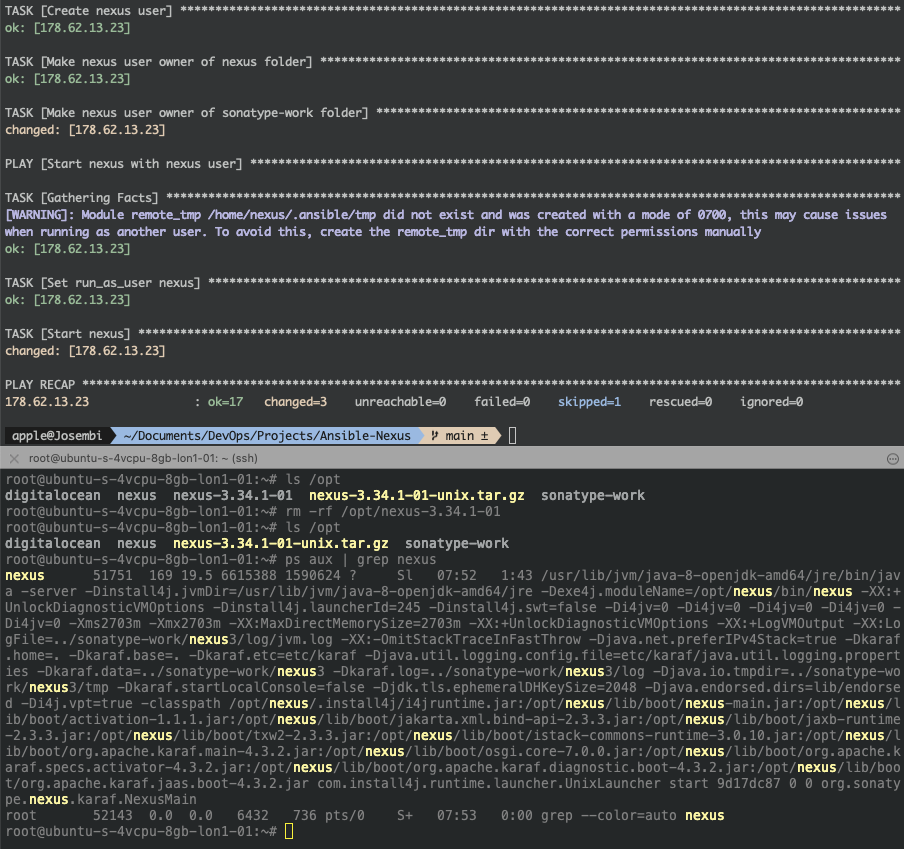 TASK [Create nexus user] *******************************************************************************************
ok: [178.62.13.23]
TASK [Make nexus user owner of nexus folder] ***********************************************************************
ok: [178.62.13.23]
TASK [Make nexus user owner of sonatype-work folder] ***************************************************************
changed: [178.62.13.23]
PLAY [Start nexus with nexus user] *********************************************************************************
TASK [Gathering Facts] *********************************************************************************************
[WARNING]: Module remote_tmp /home/nexus/.ansible/tmp did not exist and was created with a mode of 0700, this may cause issues
when running as another user. To avoid this, create the remote_tmp dir with the correct permissions manually
ok: [178.62.13.23]
TASK [Set run_as_user nexus] ***************************************************************************************
ok: [178.62.13.23]
TASK [Start nexus] *************************************************************************************************
changed: [178.62.13.23]
PLAY RECAP *********************************************************************************************************
178.62.13.23 : ok=17 changed=3 unreachable=0 failed=0 skipped=1 rescued=0 ignored=0
apple@Josembi ~/Documents/DevOps/Projects/Ansible-Nexus main ±
root@ubuntu-s-4vcpu-8gb-lon1-01: ~ (ssh)
root@ubuntu-s-4vcpu-8gb-lon1-01:~# ls /opt
digitalocean nexus nexus-3.34.1-01 nexus-3.34.1-01-unix.tar.gz sonatype-work
root@ubuntu-s-4vcpu-8gb-lon1-01:~# rm -rf /opt/nexus-3.34.1-01
root@ubuntu-s-4vcpu-8gb-lon1-01:~# ls /opt
digitalocean nexus nexus-3.34.1-01-unix.tar.gz sonatype-work
root@ubuntu-s-4vcpu-8gb-lon1-01:~# ps aux | grep nexus
nexus 51751 169 19.5 6615388 1590624 ? Sl 07:52 1:43 /usr/lib/jvm/java-8-openjdk-amd64/jre/bin/jav
a -server -Dinstall4j.jvmDir=/usr/lib/jvm/java-8-openjdk-amd64/jre -Dexe4j.moduleName=/opt/nexus/bin/nexus -XX:+
UnlockDiagnosticVMOptions -Dinstall4j.launcherId=245 -Dinstall4j.swt=false -Di4jv=0 -Di4jv=0 -Di4jv=0 -Di4jv=0 -
Di4jv=0 -Xms2703m -Xmx2703m -XX:MaxDirectMemorySize=2703m -XX:+UnlockDiagnosticVMOptions -XX:+LogVMOutput -XX:Lo
gFile=../sonatype-work/nexus3/log/jvm.log -XX:-OmitStackTraceInFastThrow -Djava.net.preferIPv4Stack=true -Dkaraf
.home=. -Dkaraf.base=. -Dkaraf.etc=etc/karaf -Djava.util.logging.config.file=etc/karaf/java.util.logging.propert
ies -Dkaraf.data=../sonatype-work/nexus3 -Dkaraf.log=../sonatype-work/nexus3/log -Djava.io.tmpdir=../sonatype-wo
rk/nexus3/tmp -Dkaraf.startLocalConsole=false -Djdk.tls.ephemeralDHKeySize=2048 -Djava.endorsed.dirs=lib/endorse
d -Di4j.vpt=true -classpath /opt/nexus/.install4j/i4jruntime.jar:/opt/nexus/lib/boot/nexus-main.jar:/opt/nexus/l
ib/boot/activation-1.1.1.jar:/opt/nexus/lib/boot/jakarta.xml.bind-api-2.3.3.jar:/opt/nexus/lib/boot/jaxb-runtime
-2.3.3.jar:/opt/nexus/lib/boot/txw2-2.3.3.jar:/opt/nexus/lib/boot/istack-commons-runtime-3.0.10.jar:/opt/nexus/l
ib/boot/org.apache.karaf.main-4.3.2.jar:/opt/nexus/lib/boot/osgi.core-7.0.0.jar:/opt/nexus/lib/boot/org.apache.k
araf.specs.activator-4.3.2.jar:/opt/nexus/lib/boot/org.apache.karaf.diagnostic.boot-4.3.2.jar:/opt/nexus/lib/boo
t/org.apache.karaf.jaas.boot-4.3.2.jar com.install4j.runtime.launcher.UnixLauncher start 9d17dc87 0 0 org.sonaty
pe.nexus.karaf.NexusMain
root 52143 0.0 0.0 6432 736 pts/0 S+ 07:53 0:00 grep --color=auto nexus
root@ubuntu-s-4vcpu-8gb-lon1-01:~#